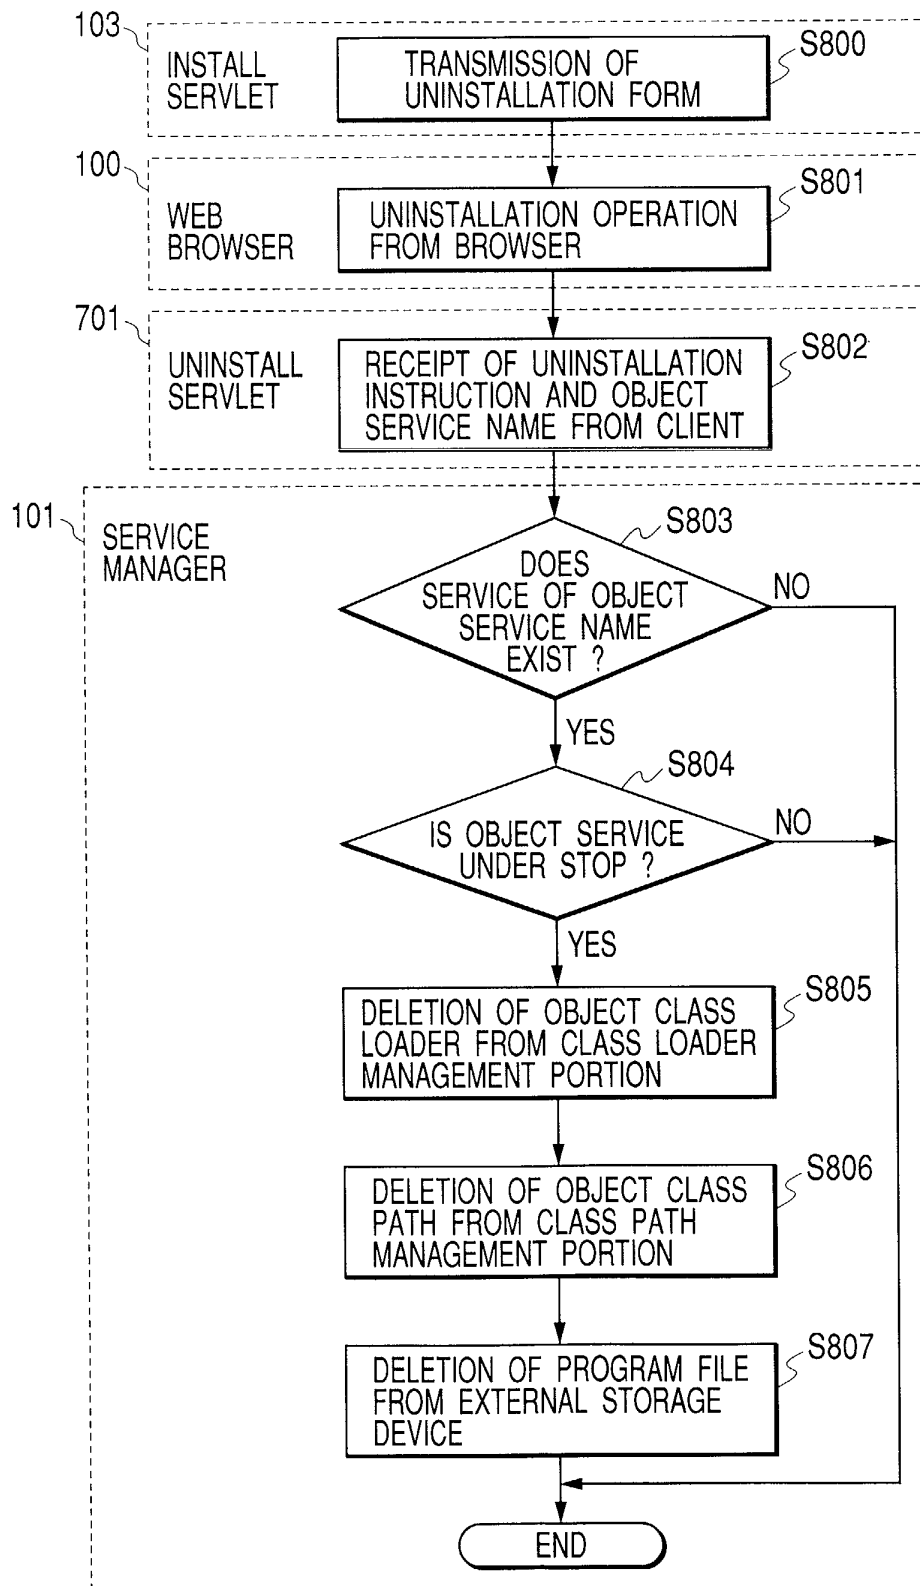 103
INSTALL
SERVLET
TRANSMISSION OF
UNINSTALLATION FORM
S800
100
WEB
BROWSER
UNINSTALLATION OPERATION
FROM BROWSER
S801
701
UNINSTALL
SERVLET
RECEIPT OF UNINSTALLATION
INSTRUCTION AND OBJECT
SERVICE NAME FROM CLIENT
S802
101
SERVICE
MANAGER
S803
DOES
SERVICE OF OBJECT
SERVICE NAME
EXIST ?
NO
YES
S804
IS OBJECT SERVICE
UNDER STOP ?
NO
YES
S805
DELETION OF OBJECT CLASS
LOADER FROM CLASS LOADER
MANAGEMENT PORTION
S806
DELETION OF OBJECT CLASS
PATH FROM CLASS PATH
MANAGEMENT PORTION
S807
DELETION OF PROGRAM FILE
FROM EXTERNAL STORAGE
DEVICE
END